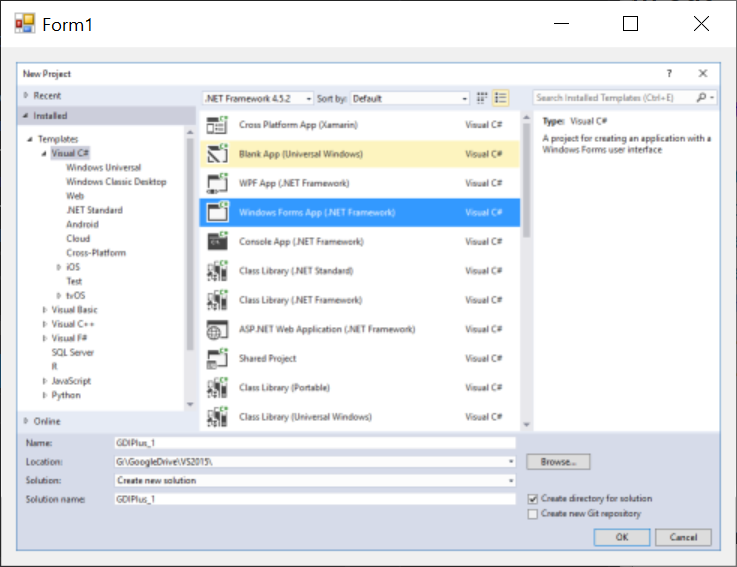 Form1
New Project
? 
Recent
.NET Framework 4.5.2 Sort by: Default
Search Installed Templates (Ctrl+E)
Installed
Templates
Visual C#
Windows Universal
Windows Classic Desktop
Web
.NET Standard
Android
Cloud
Cross-Platform
iOS
Test
tvOS
Visual Basic
Visual C++
Visual F#
SQL Server
R
JavaScript
Python
Online
Cross Platform App (Xamarin) Visual C#
Blank App (Universal Windows) Visual C#
WPF App (.NET Framework) Visual C#
Windows Forms App (.NET Framework) Visual C#
Console App (.NET Framework) Visual C#
Class Library (.NET Standard) Visual C#
Class Library (.NET Framework) Visual C#
ASP.NET Web Application (.NET Framework) Visual C#
Shared Project Visual C#
Class Library (Portable) Visual C#
Class Library (Universal Windows) Visual C#
Type: Visual C#
A project for creating an application with a
Windows Forms user interface
Name: GDIPlus_1
Location: G:\GoogleDrive\VS2015\
Browse...
Solution: Create new solution
Solution name: GDIPlus_1
Create directory for solution
Create new Git repository
OK Cancel